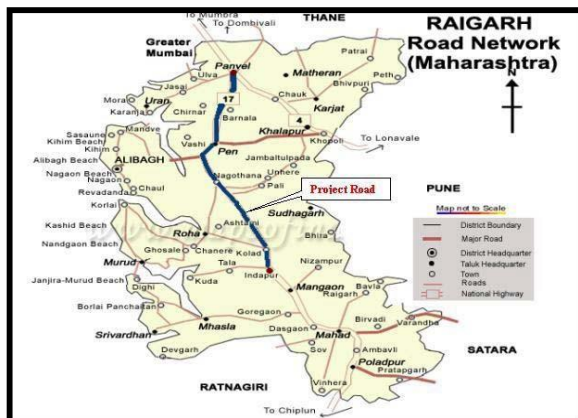 To Mumbra
To Dombivali
THANE
RAIGARH
Road Network
(Maharashtra)
N
Greater
Mumbai
Panvel
Ulva
Matheran
Patrai
Peth
Jasai
Bhivpuri
Mora
Uran
17
Chauk
Karjat
Karanja
Chirnar
Barnala
4
Mandve
Khalapur
Sasaune
Kihim Beach
Kihim
Vashi
Pen
Khopoli
To Lonavale
Alibagh Beach
ALIBAGH
Jambaltulpada
Nagaon Beach
Nagothana
Unhere
Nagaon
Chaul
Pali
Revadanda
Project Road
PUNE
Korlai
Sudhagarh
Map not to Scale
Kashid Beach
Ashtami
District Boundary
Roha
Bhira
Major Road
Nandgaon Beach
Ghosale
Chanere
Kolad
District Headquarter
Murud
Tala
Nizampur
Taluk Headquarter
Janjira-Murud Beach
Indapur
Town
Dighi
Kuda
Mangaon
Bavla
Roads
Raigarh
National Highway
Borlai Panchaitan
Goregaon
Birvadi
Varandha
Srivardhan
Mhasla
Dasgaon
Mahad
Devgarh
Sov
Ambavli
SATARA
Poladpur
Pratapgarh
RATNAGIRI
Vinhera
To Chiplun